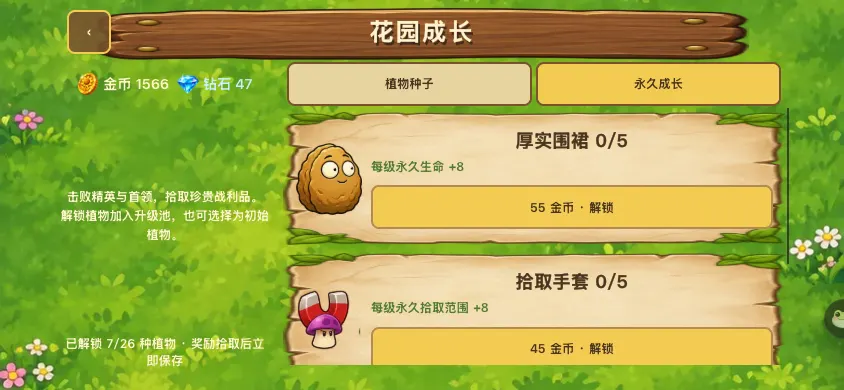 ‹
花园成长
金币 1566
钻石 47
植物种子
永久成长
击败精英与首领，拾取珍贵战利品。
解锁植物加入升级池，也可选择为初始
植物。
已解锁 7/26 种植物 · 奖励拾取后立
即保存
厚实围裙 0/5
每级永久生命 +8
55 金币 · 解锁
拾取手套 0/5
每级永久拾取范围 +8
45 金币 · 解锁